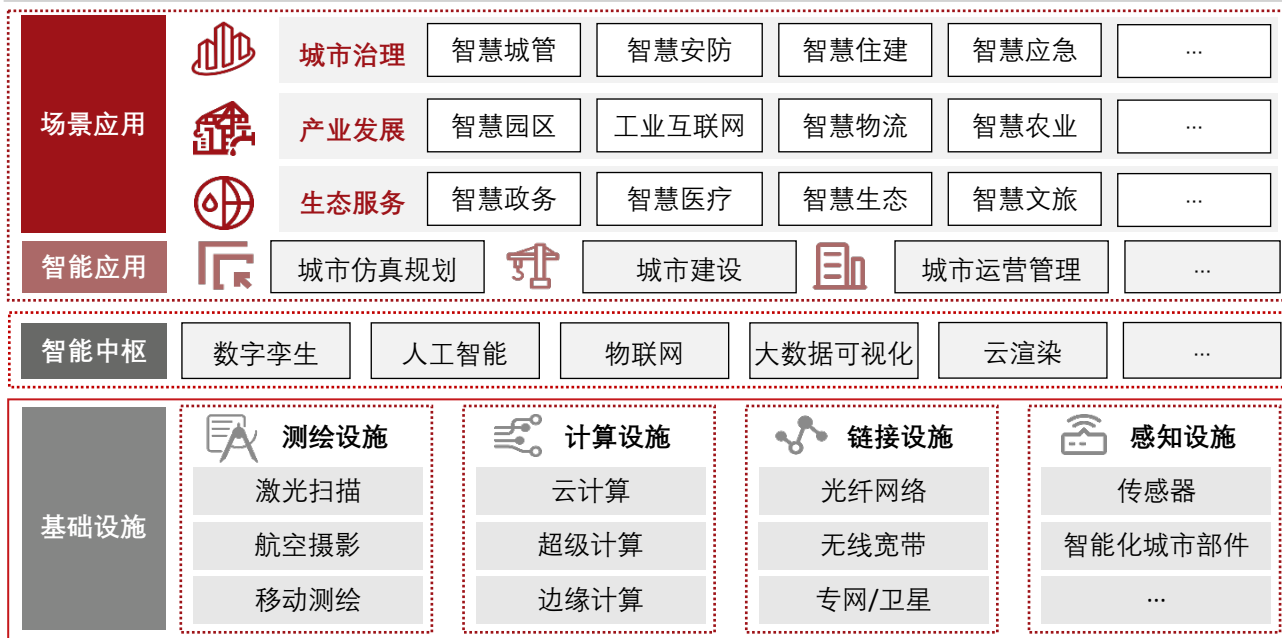 场景应用
城市治理 智慧城管 智慧安防 智慧住建 智慧应急 ...
产业发展 智慧园区 工业互联网 智慧物流 智慧农业 ...
生态服务 智慧政务 智慧医疗 智慧生态 智慧文旅 ...
智能应用 城市仿真规划 城市建设 城市运营管理 ...
智能中枢 数字孪生 人工智能 物联网 大数据可视化 云渲染 ...
基础设施
测绘设施 计算设施 链接设施 感知设施
激光扫描 云计算 光纤网络 传感器
航空摄影 超级计算 无线宽带 智能化城市部件
移动测绘 边缘计算 专网/卫星 ...